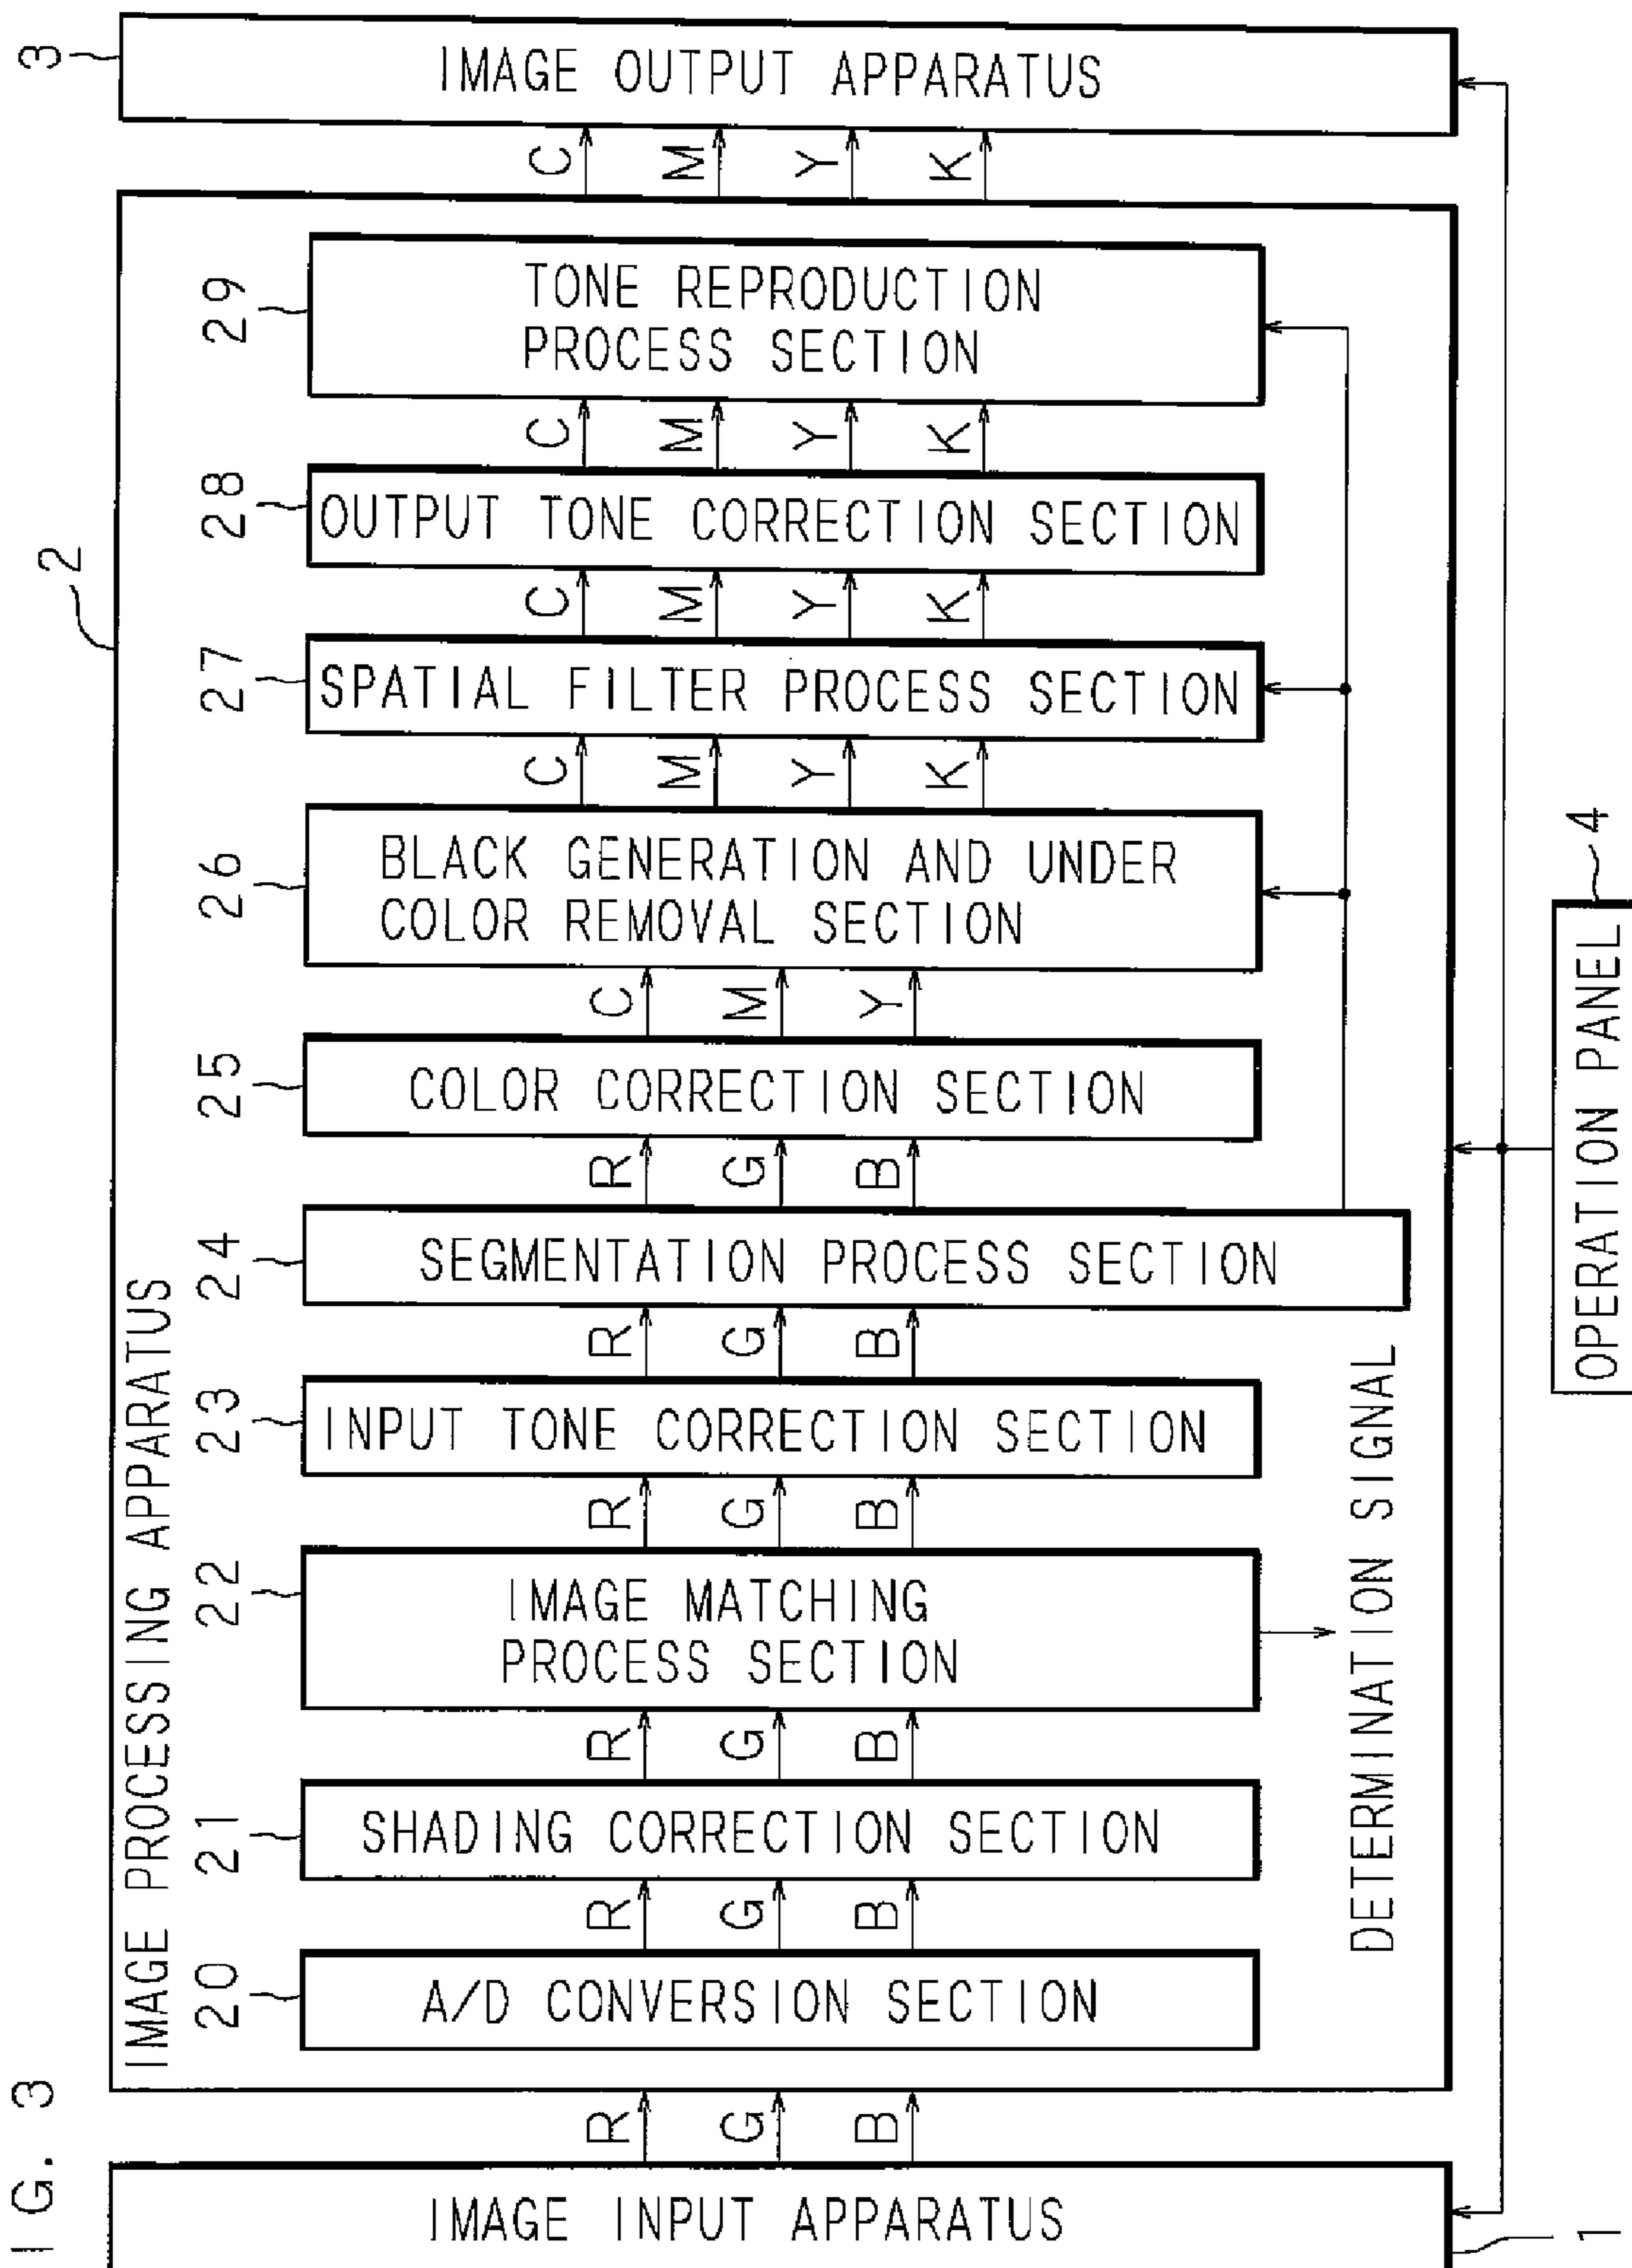 I G. 3
IMAGE INPUT APPARATUS
1
R
G
B
IMAGE PROCESSING APPARATUS
2
20
A/D CONVERSION SECTION
R
G
B
21
SHADING CORRECTION SECTION
R
G
B
22
IMAGE MATCHING
PROCESS SECTION
DETERMINATION SIGNAL
R
G
B
23
INPUT TONE CORRECTION SECTION
R
G
B
24
SEGMENTATION PROCESS SECTION
R
G
B
25
COLOR CORRECTION SECTION
C
M
Y
26
BLACK GENERATION AND UNDER
COLOR REMOVAL SECTION
C
M
Y
K
27
SPATIAL FILTER PROCESS SECTION
C
M
Y
K
28
OUTPUT TONE CORRECTION SECTION
C
M
Y
K
29
TONE REPRODUCTION
PROCESS SECTION
C
M
Y
K
3
IMAGE OUTPUT APPARATUS
OPERATION PANEL
4